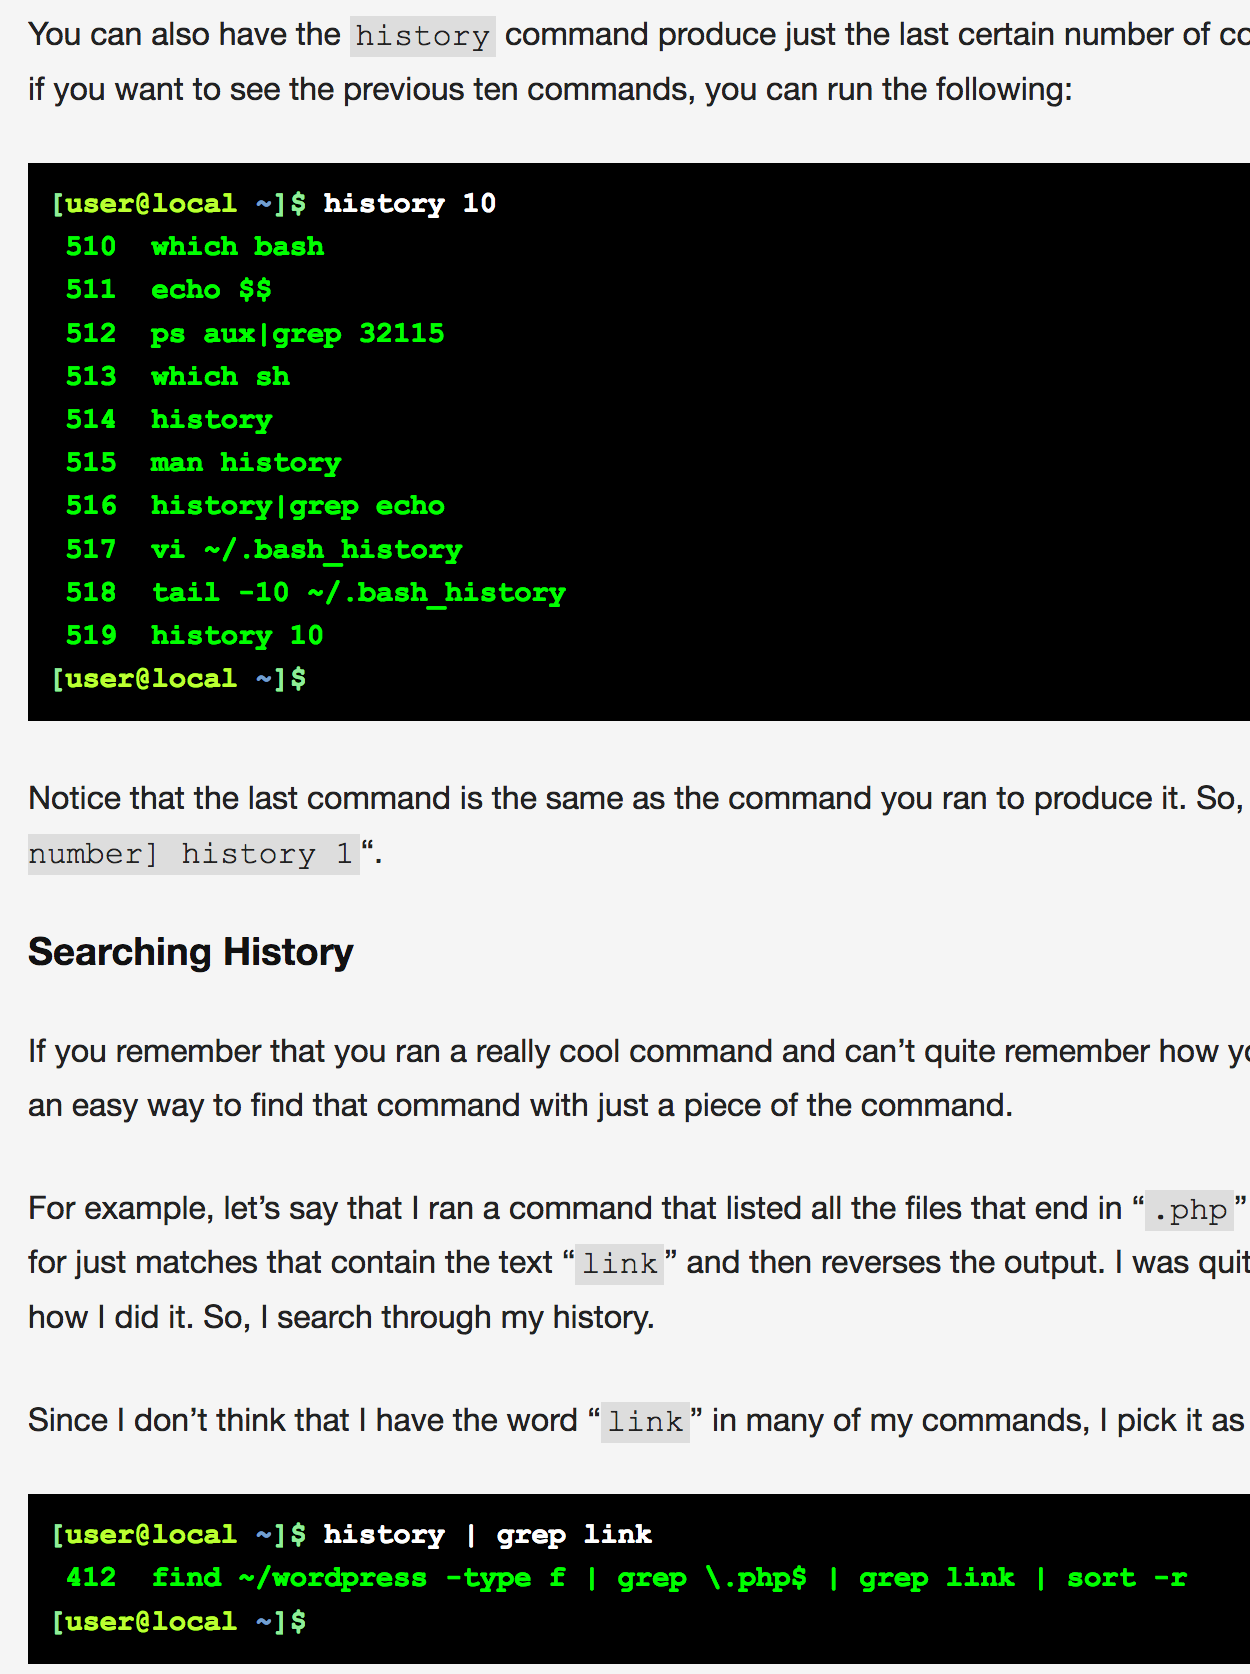 You can also have the history command produce just the last certain number of
if you want to see the previous ten commands, you can run the following:
[user@local ~]$ history 10
510 which bash
511 echo $$
512 ps aux|grep 32115
513 which sh
514 history
515 man history
516 history|grep echo
517 vi ~/.bash_history
518 tail -10 ~/.bash_history
519 history 10
[user@local ~]$
Notice that the last command is the same as the command you ran to produce it. So,
number] history 1“.
Searching History
If you remember that you ran a really cool command and can’t quite remember how
an easy way to find that command with just a piece of the command.
For example, let’s say that I ran a command that listed all the files that end in “.php”
for just matches that contain the text “link” and then reverses the output. I was
how I did it. So, I search through my history.
Since I don’t think that I have the word “link” in many of my commands, I pick it as
[user@local ~]$ history | grep link
412 find ~/wordpress -type f | grep \.php$ | grep link | sort -r
[user@local ~]$